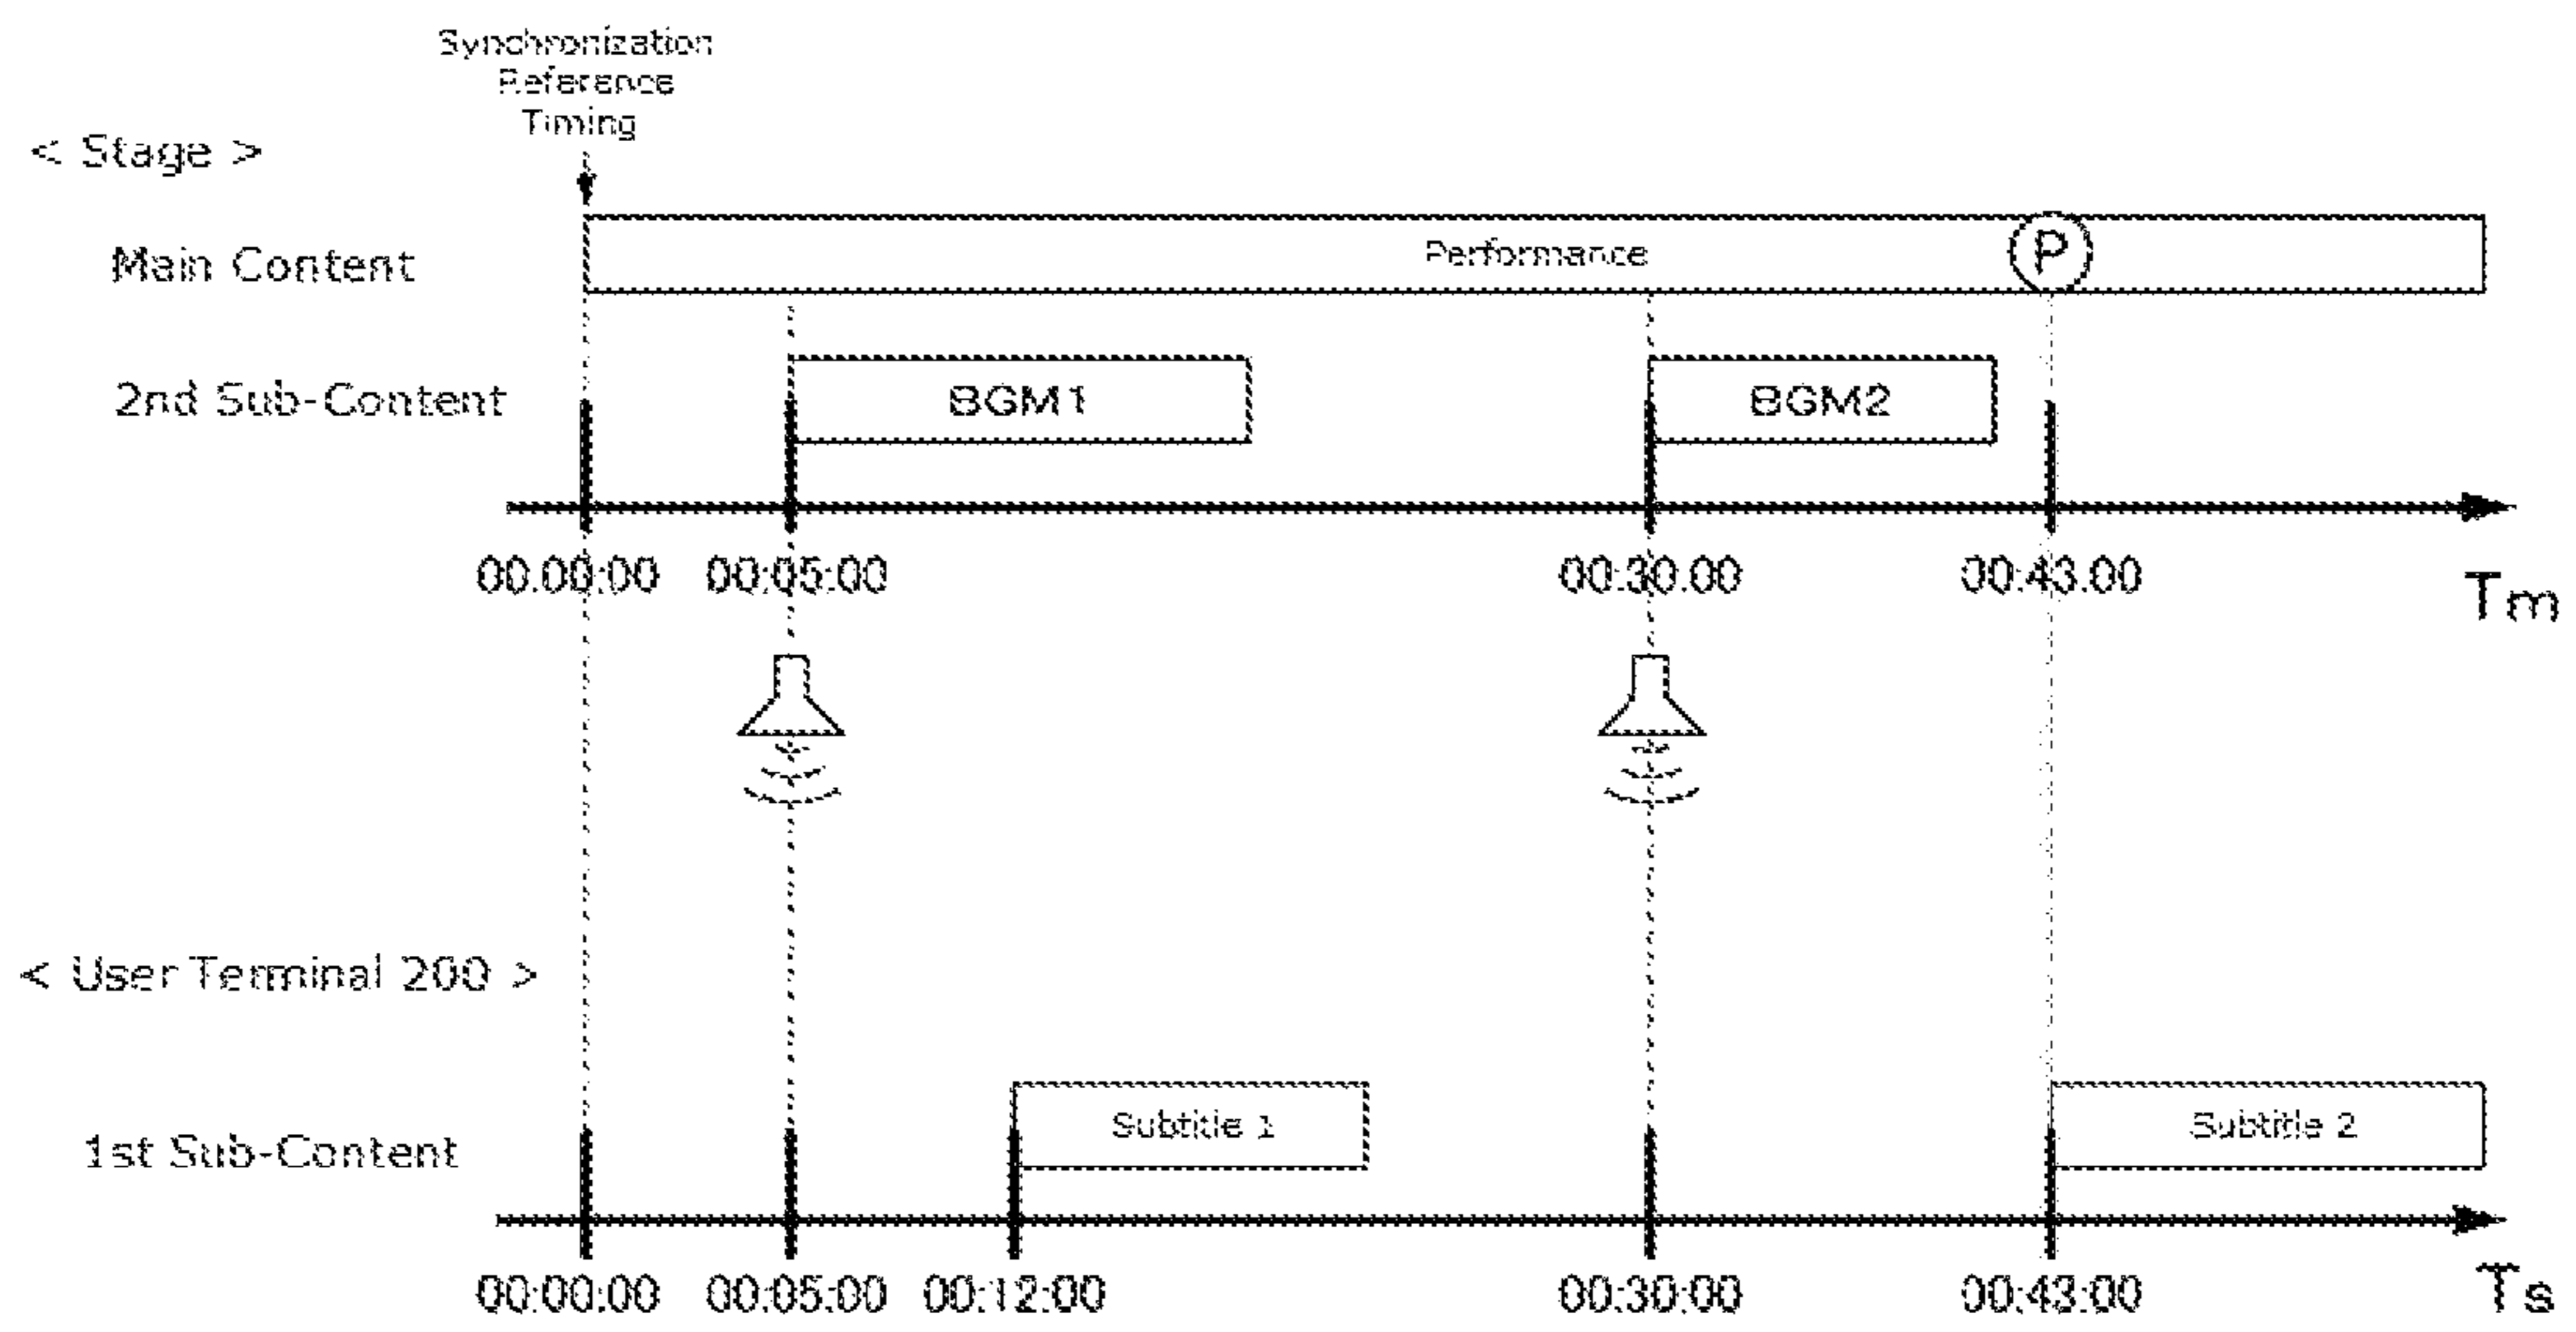 Synchronization
Reference
Timing
< Stage >
Main Content
Performance
P
2nd Sub-Content
BGM1
BGM2
00:00:00
00:05:00
00:30:00
00:43:00
Tm
< User Terminal 200 >
1st Sub-Content
Subtitle 1
Subtitle 2
00:00:00
00:05:00
00:12:00
00:30:00
00:43:00
Ts